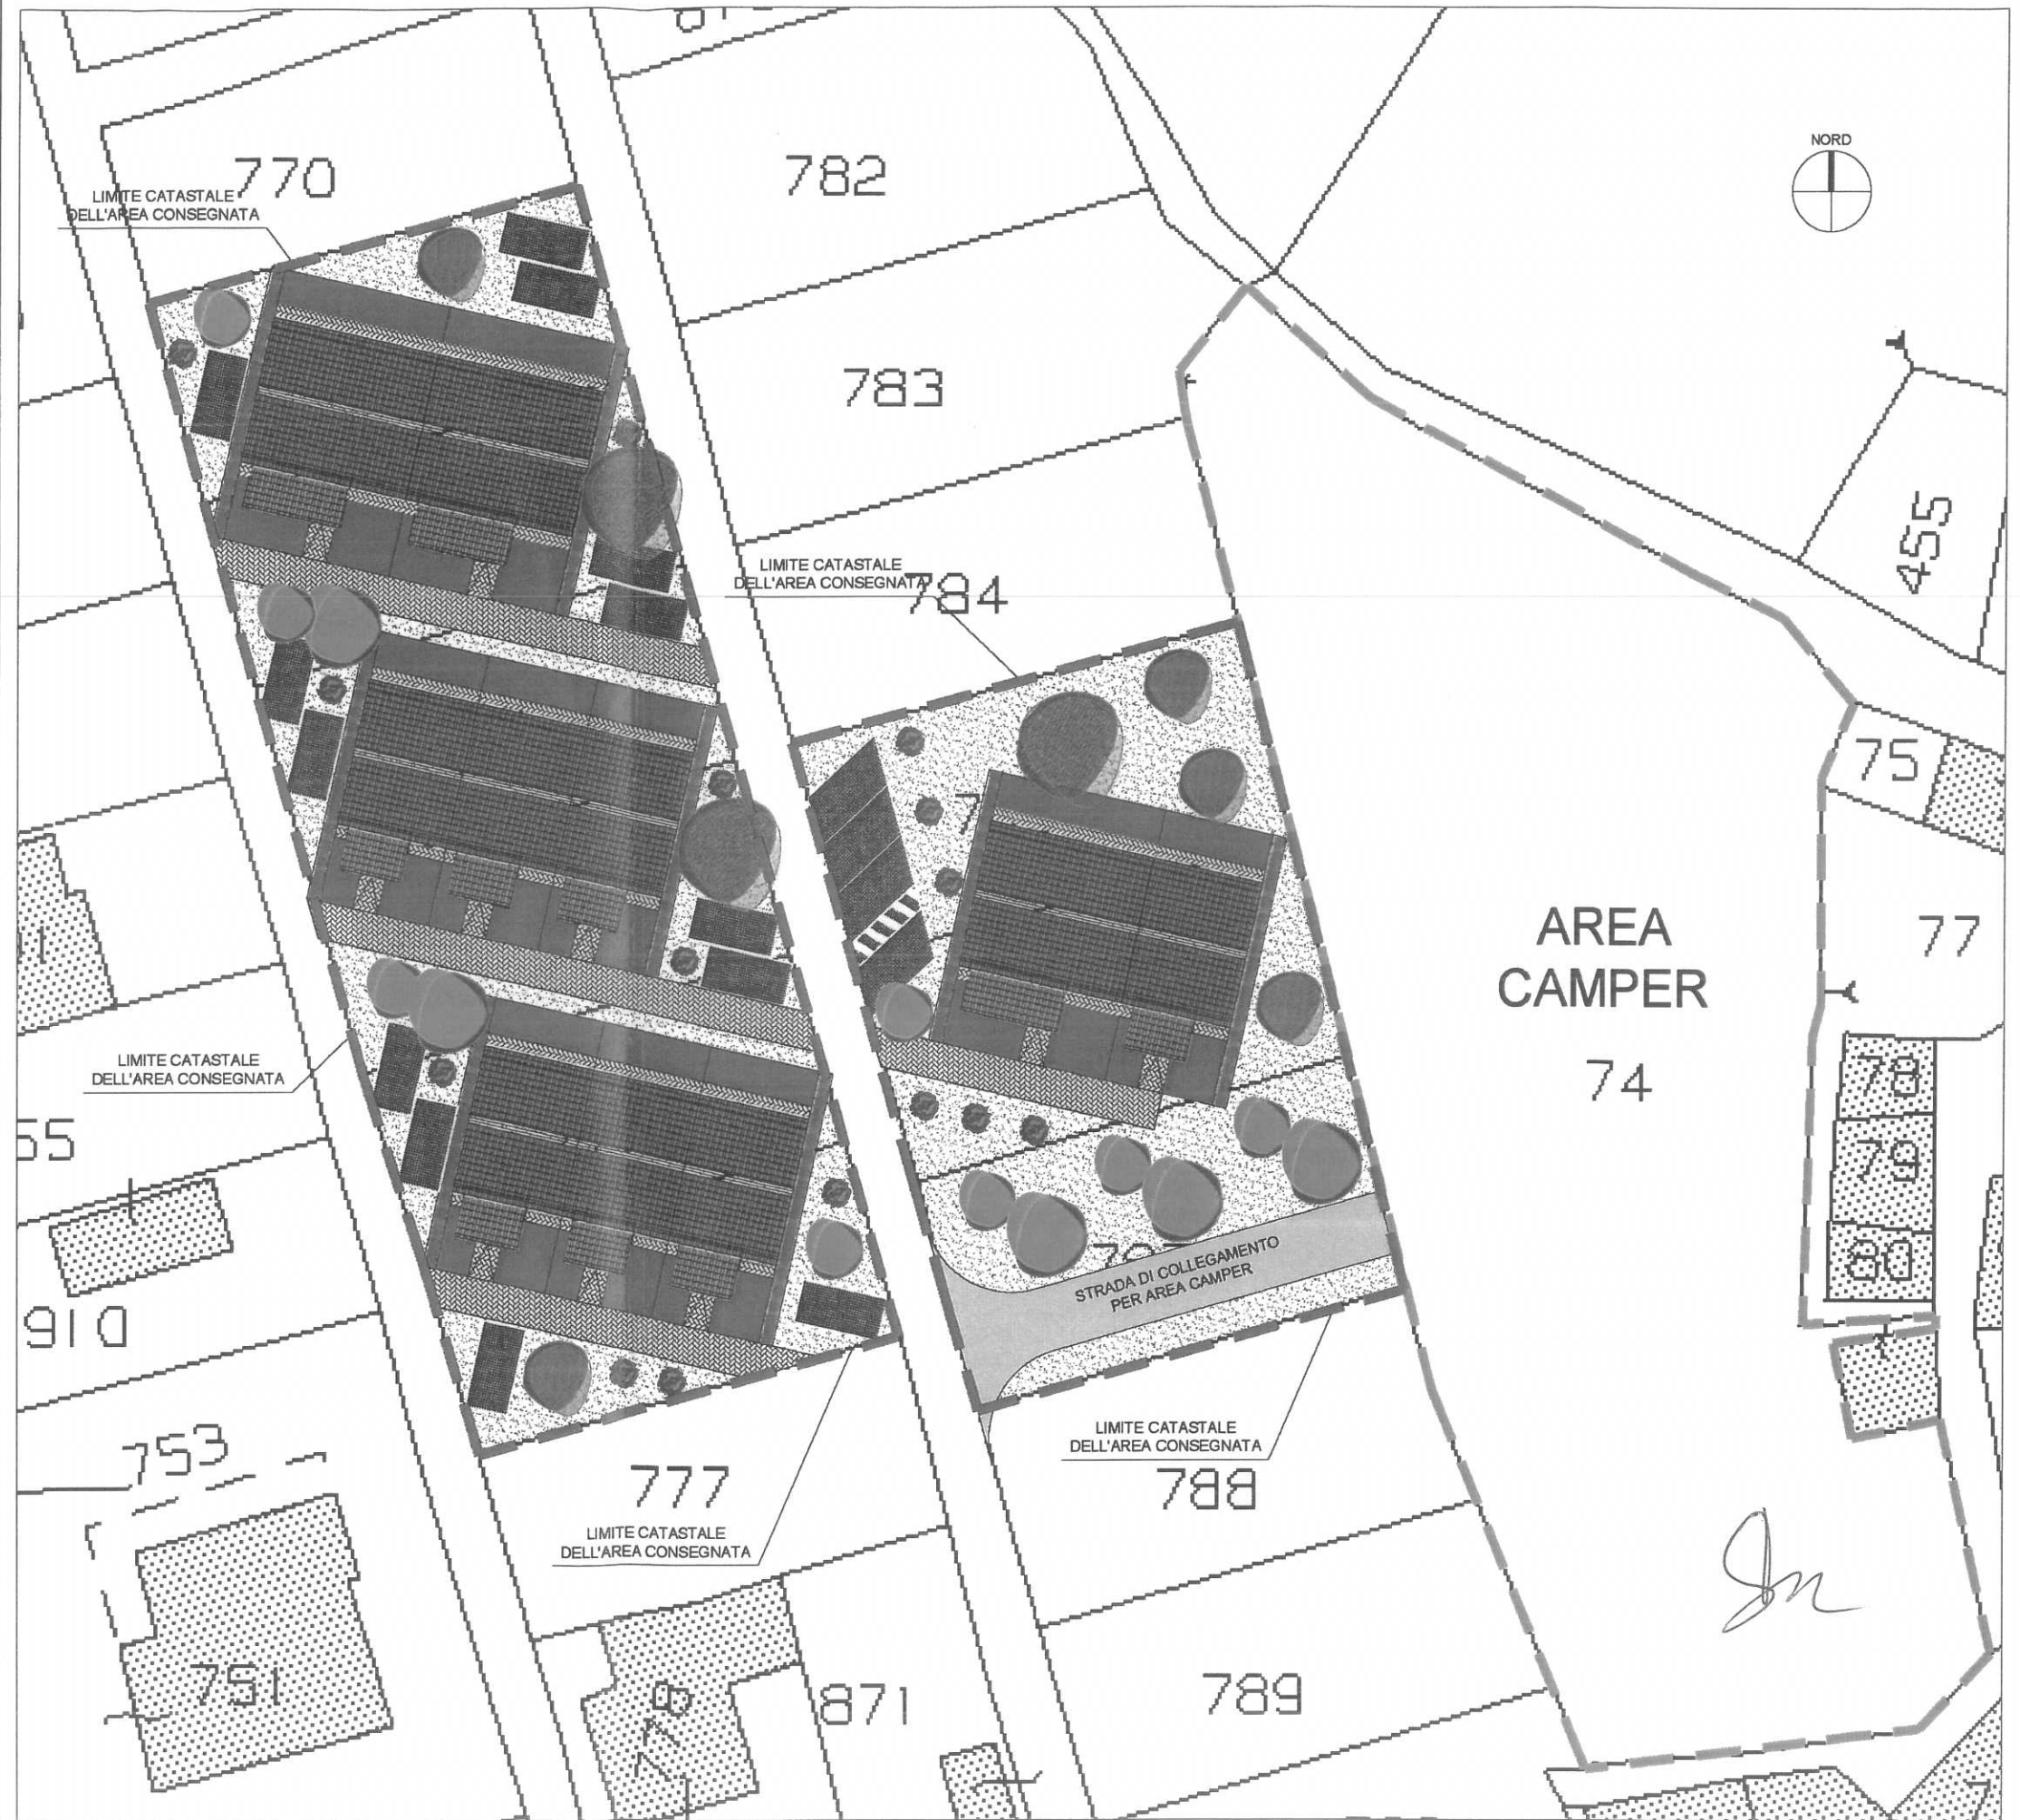 NORD
770
782
LIMITE CATASTALE
DELL'AREA CONSEGNATA
783
455
LIMITE CATASTALE
DELL'AREA CONSEGNATA
784
75
AREA
CAMPER
77
74
LIMITE CATASTALE
DELL'AREA CONSEGNATA
78
79
80
55
STRADA DI COLLEGAMENTO
PER AREA CAMPER
910
LIMITE CATASTALE
DELL'AREA CONSEGNATA
753
777
788
LIMITE CATASTALE
DELL'AREA CONSEGNATA
751
778
871
789